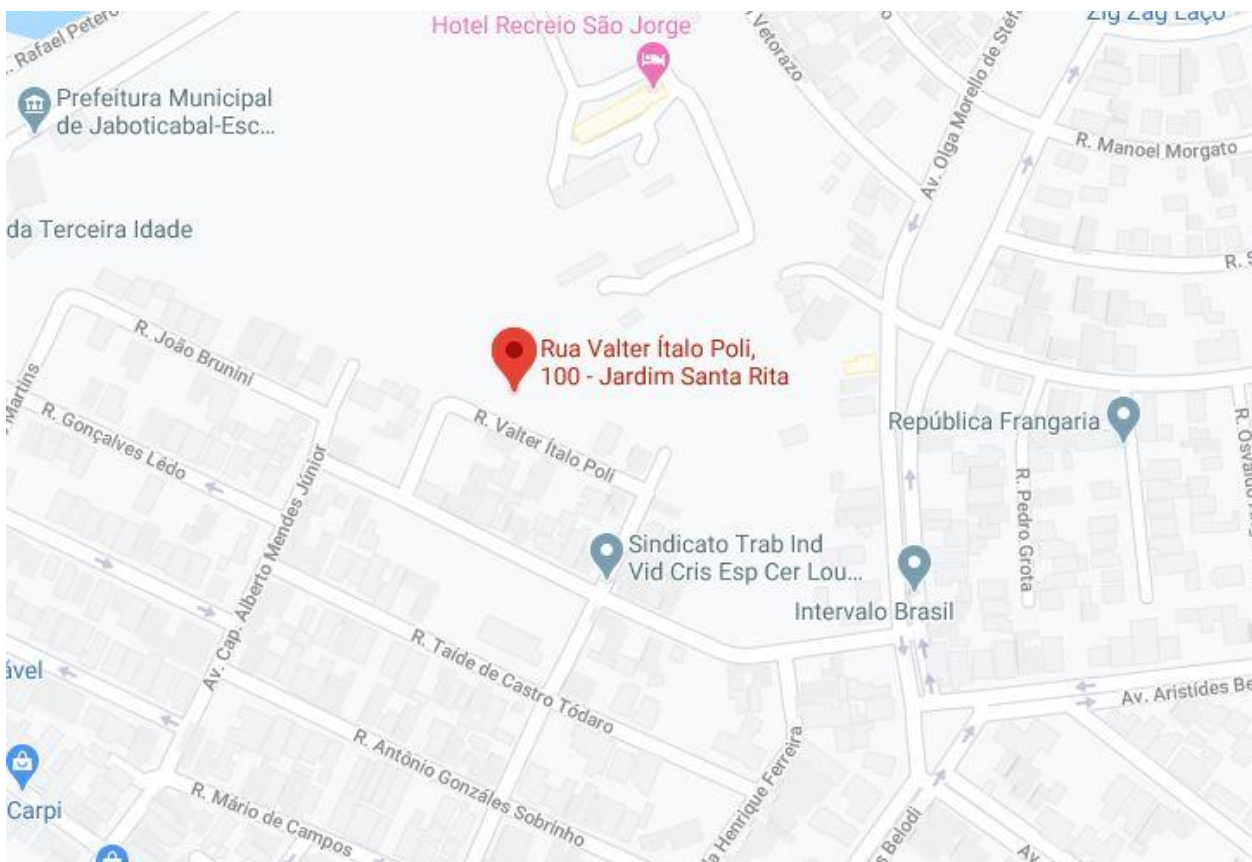 Hotel Recreio São Jorge
Zig Zag Laço
. Rafael Petero
Vetorazo
Av. Olga Morello de Stéf
Prefeitura Municipal
de Jaboticabal-Esc...
R. Manoel Morgato
da Terceira Idade
R. S
R. João Brunini
Rua Valter Ítalo Poli,
100 - Jardim Santa Rita
Martins
R. Gonçalves Lêdo
R. Valter Ítalo Poli
República Frangaria
R. Pedro Grota
Av. Cap. Alberto Mendes Júnior
Sindicato Trab Ind
Vid Cris Esp Cer Lou...
Intervalo Brasil
R. Taíde de Castro Tódaro
ável
Av. Aristídes Be
R. Antônio Gonzáles Sobrinho
Carpi
R. Mário de Campos
a Henrique Ferreira
s Belodi
Av.